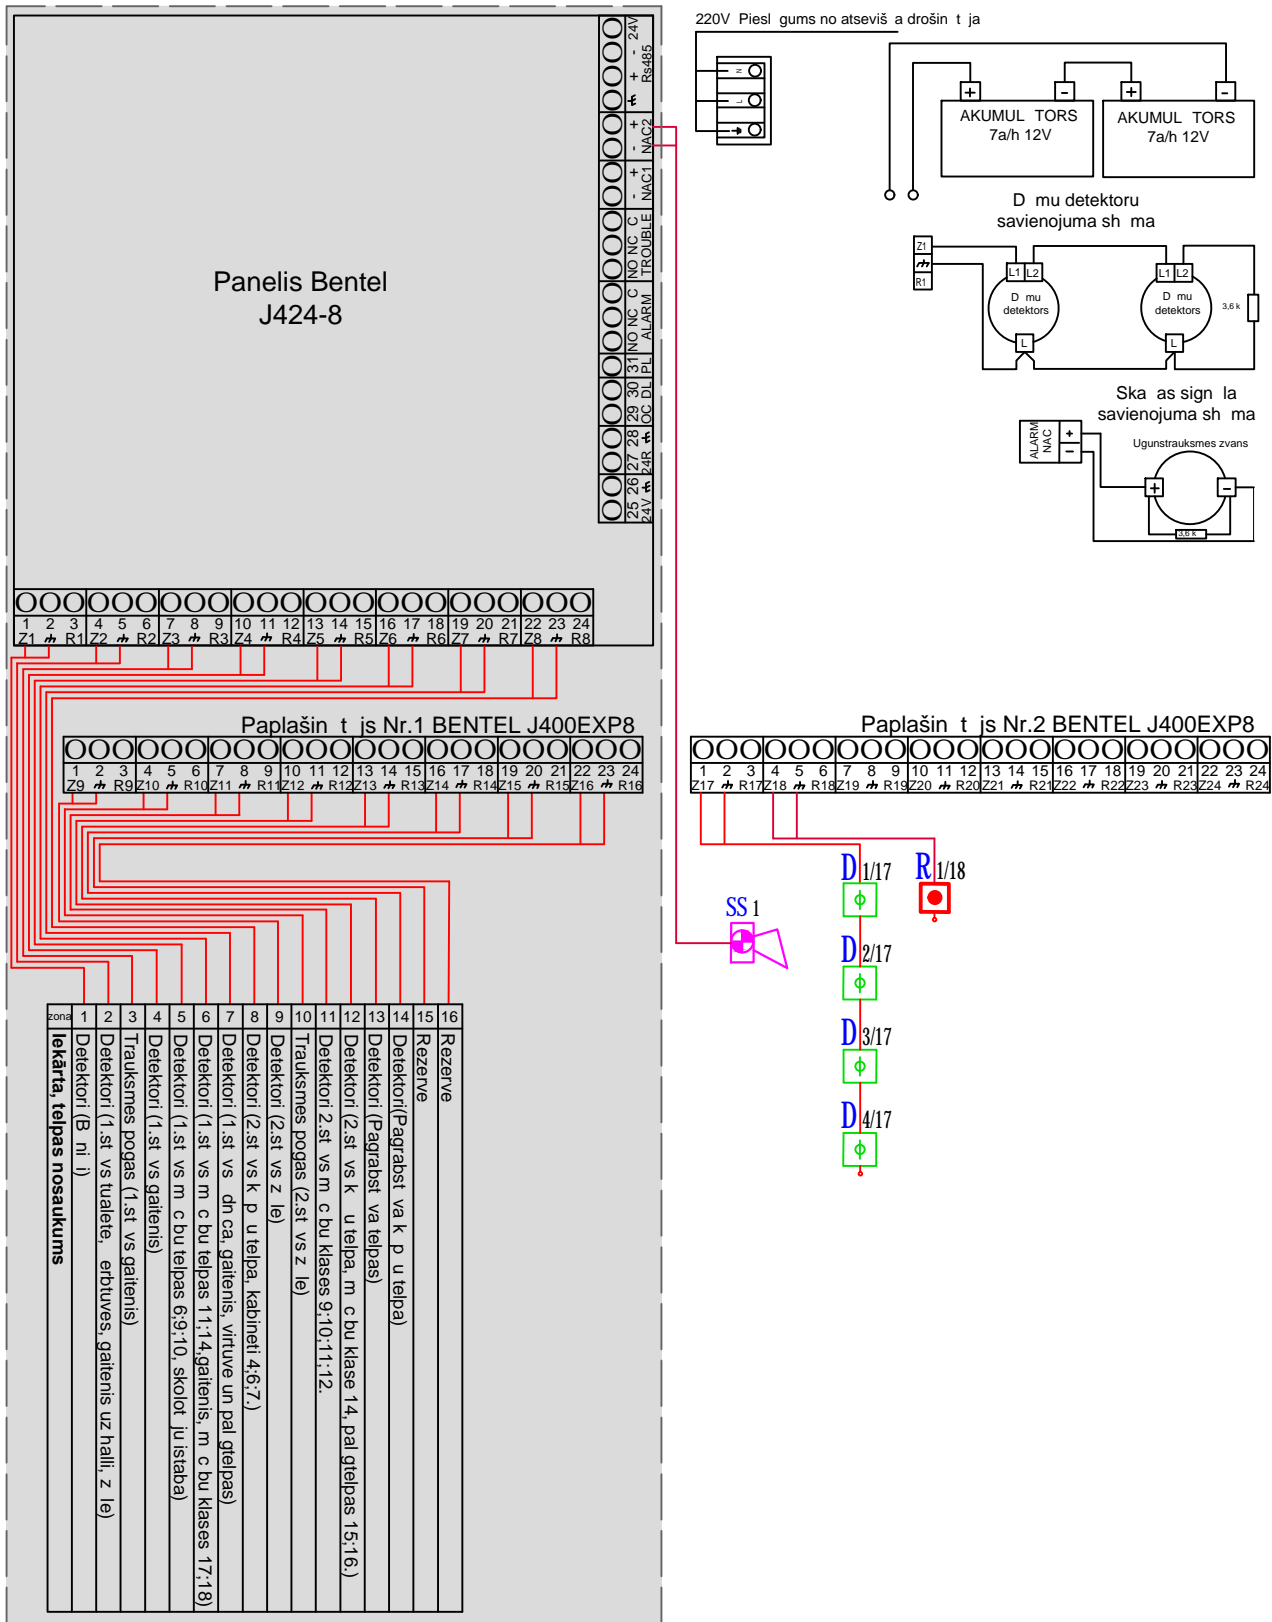 220V Piesl gums no atseviš a drošin t ja
N
L
AKUMUL TORS
7a/h 12V
AKUMUL TORS
7a/h 12V
D mu detektoru
savienojuma sh ma
Z1
R1
L1 L2
D mu
detektors
L
L1 L2
D mu
detektors
L
3,6 k
Ska as sign la
savienojuma sh ma
ALARM
NAC
+
-
Ugunstrauksmes zvans
+ -
3,6 k
Panelis Bentel
J424-8
24V
- +
Rs485
- +
NAC2
- +
NAC1
NO NC C
TROUBLE
NO NC C
ALARM
31
PL
29 30
OC DL
27 28
24R
25 26
24V
1 2 3 4 5 6 7 8 9 10 11 12 13 14 15 16 17 18 19 20 21 22 23 24
Z1 R1 Z2 R2 Z3 R3 Z4 R4 Z5 R5 Z6 R6 Z7 R7 Z8 R8
Paplašin t js Nr.1 BENTEL J400EXP8
1 2 3 4 5 6 7 8 9 10 11 12 13 14 15 16 17 18 19 20 21 22 23 24
Z9 R9 Z10 R10 Z11 R11 Z12 R12 Z13 R13 Z14 R14 Z15 R15 Z16 R16
Paplašin t js Nr.2 BENTEL J400EXP8
1 2 3 4 5 6 7 8 9 10 11 12 13 14 15 16 17 18 19 20 21 22 23 24
Z17 R17 Z18 R18 Z19 R19 Z20 R20 Z21 R21 Z22 R22 Z23 R23 Z24 R24
D 1/17
R 1/18
SS 1
D 2/17
D 3/17
D 4/17
zona Iekārta, telpas nosaukums
1 Detektori (B ni i)
2 Detektori (1.st vs tualete, erbtuves, gaitenis uz halli, z le)
3 Trauksmes pogas (1.st vs gaitenis)
4 Detektori (1.st vs gaitenis)
5 Detektori (1.st vs m c bu telpas 6;9;10, skolot ju istaba)
6 Detektori (1.st vs m c bu telpas 11;14,gaitenis, m c bu klases 17;18)
7 Detektori (1.st vs dn ca, gaitenis, virtuve un pal gtelpas)
8 Detektori (2.st vs k p u telpa, kabineti 4;6;7.)
9 Detektori (2.st vs z le)
10 Trauksmes pogas (2.st vs z le)
11 Detektori 2.st vs m c bu klases 9;10;11;12.
12 Detektori (2.st vs k u telpa, m c bu klase 14, pal gtelpas 15;16.)
13 Detektori (Pagrabst va telpas)
14 Detektori(Pagrabst va k p u telpa)
15 Rezerve
16 Rezerve